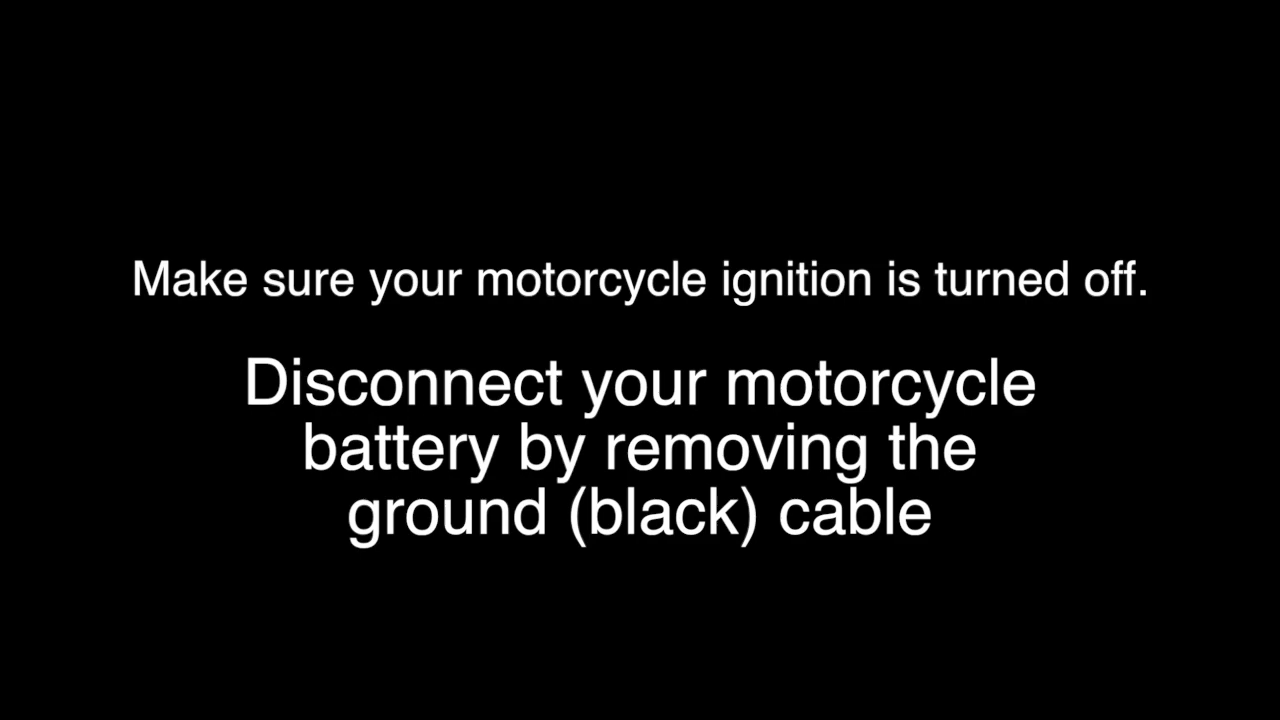 Make sure your motorcycle ignition is turned off.
Disconnect your motorcycle
battery by removing the
ground (black) cable